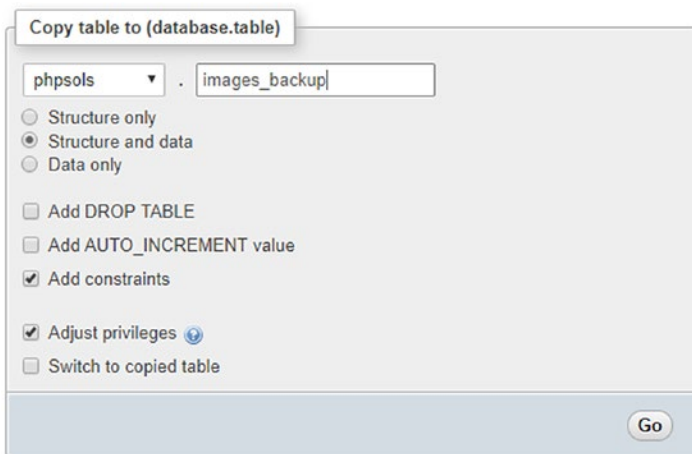 Copy table to (database.table)
phpsols . images_backup
Structure only
Structure and data
Data only
Add DROP TABLE
Add AUTO_INCREMENT value
Add constraints
Adjust privileges
Switch to copied table
Go